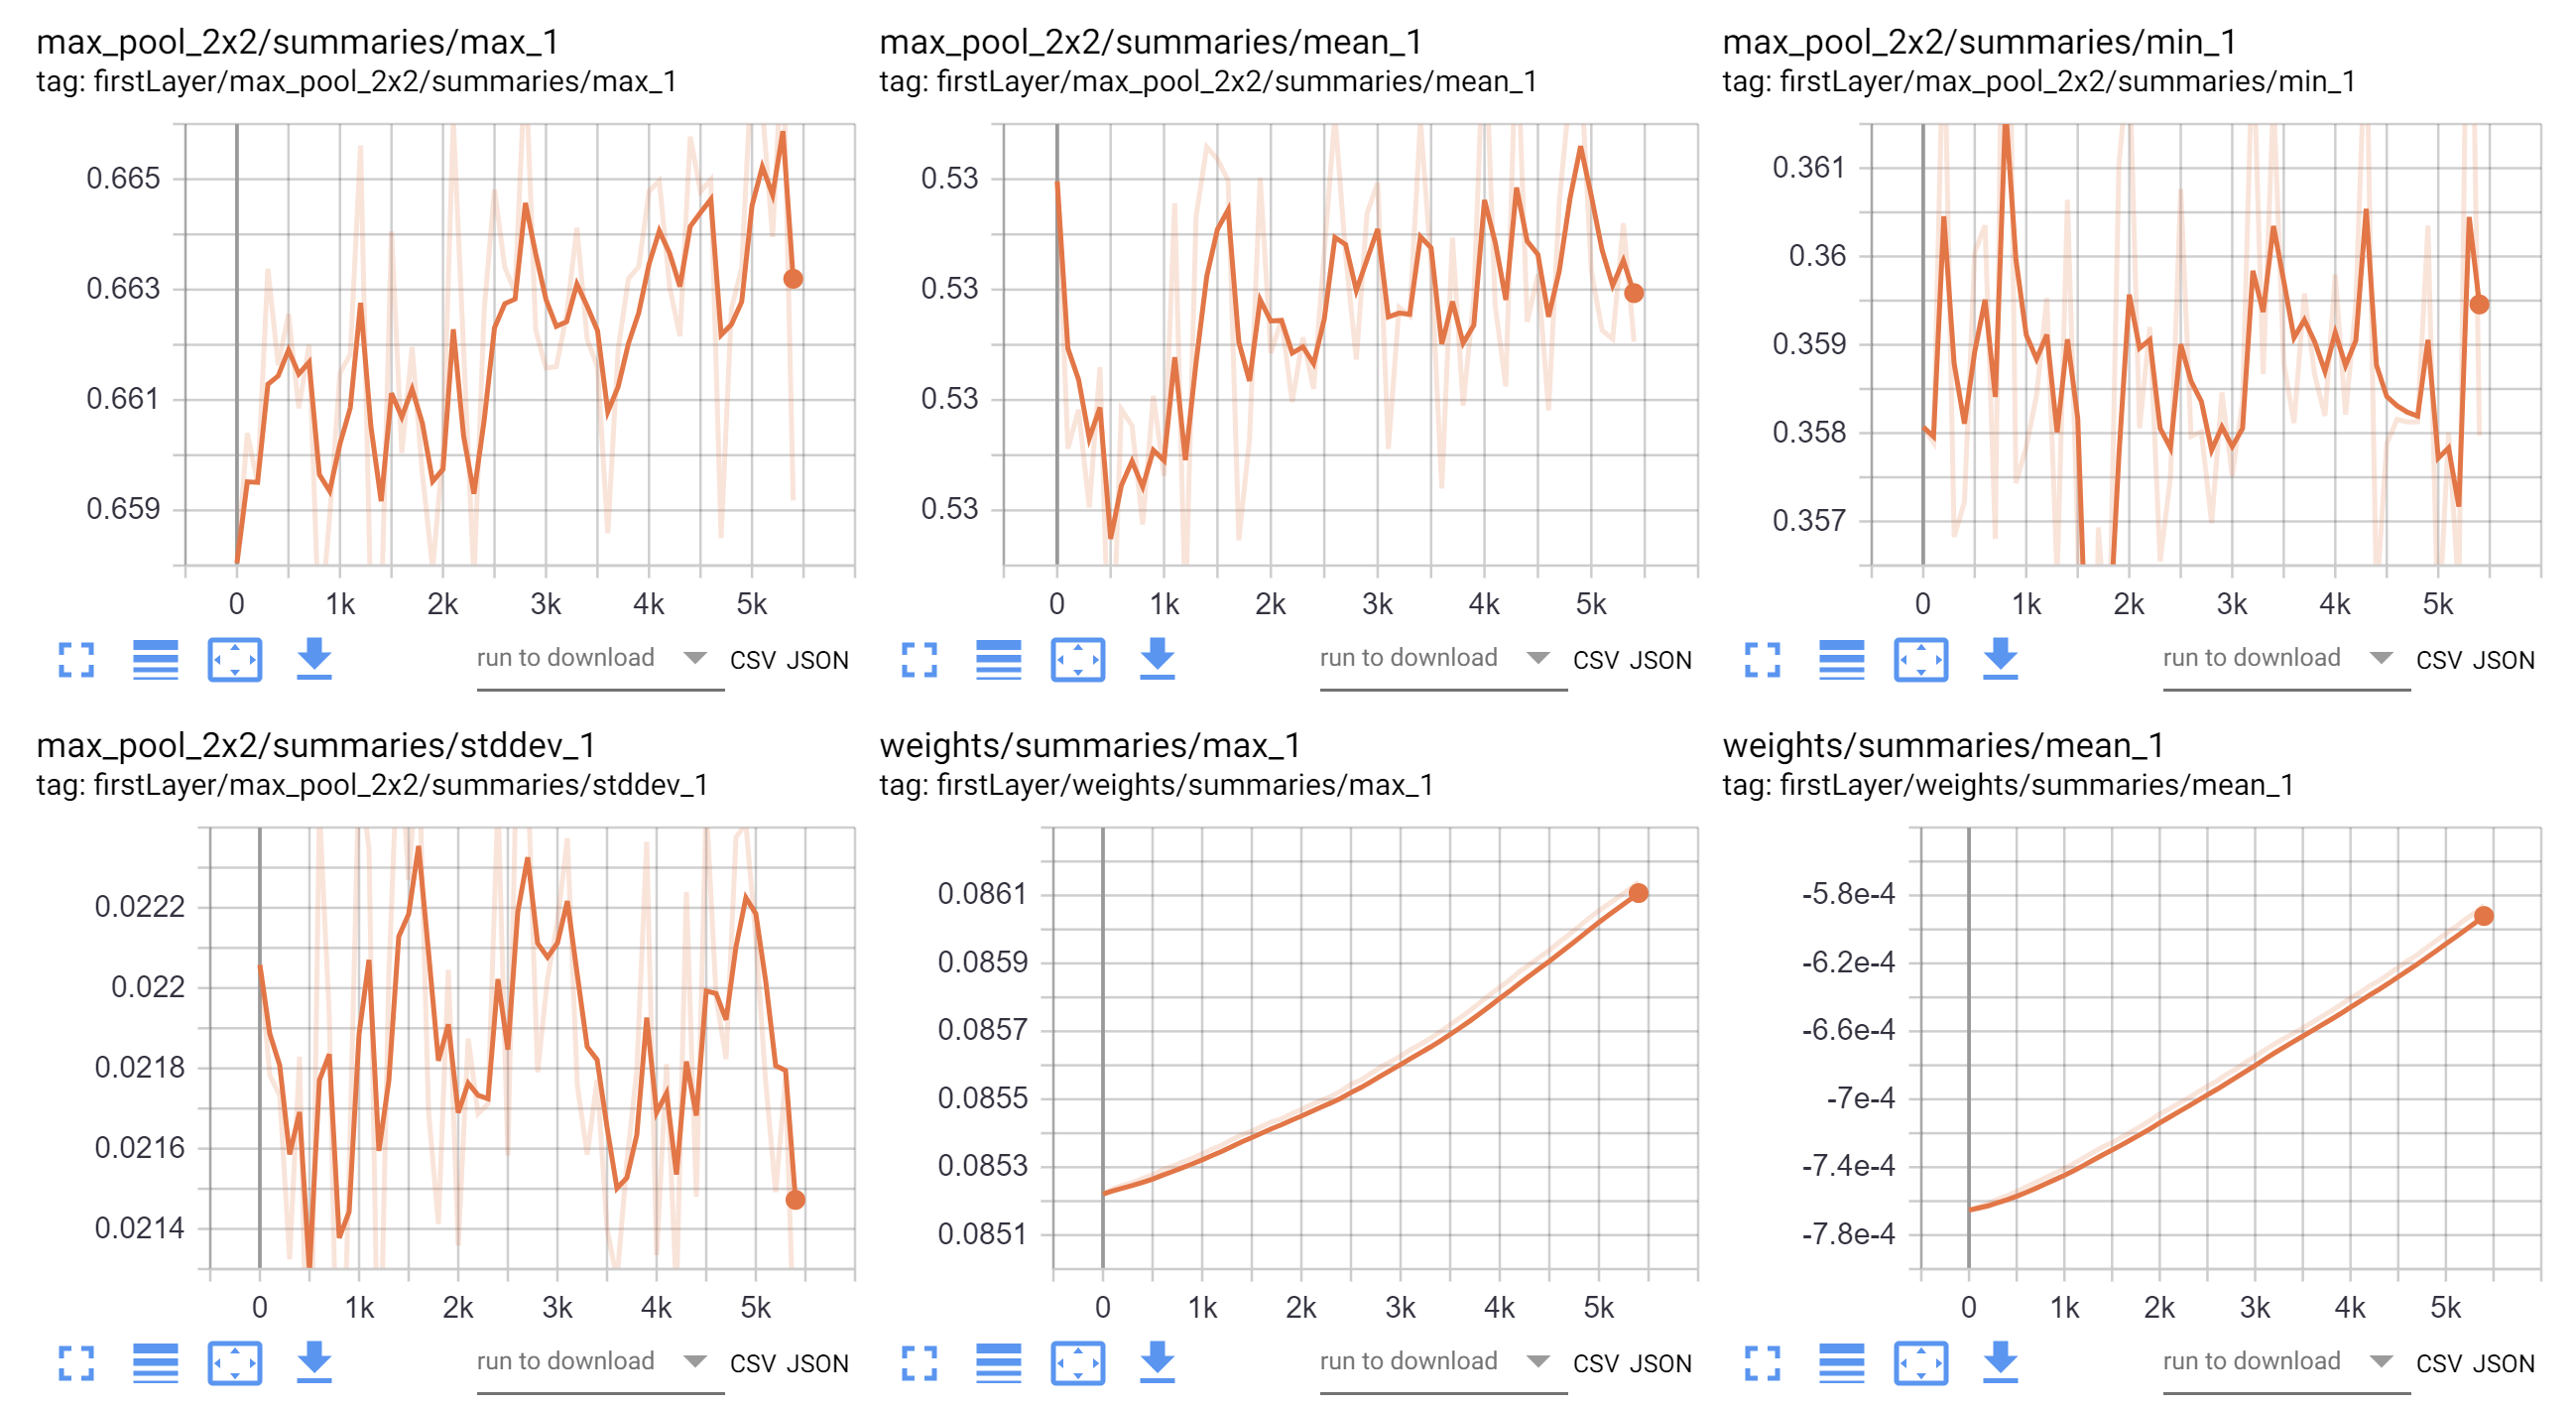 max_pool_2x2/summaries/max_1
tag: firstLayer/max_pool_2x2/summaries/max_1
0.665
0.663
0.661
0.659
0 1k 2k 3k 4k 5k
run to download CSV JSON
max_pool_2x2/summaries/mean_1
tag: firstLayer/max_pool_2x2/summaries/mean_1
0.53
0.53
0.53
0.53
0 1k 2k 3k 4k 5k
run to download CSV JSON
max_pool_2x2/summaries/min_1
tag: firstLayer/max_pool_2x2/summaries/min_1
0.361
0.36
0.359
0.358
0.357
0 1k 2k 3k 4k 5k
run to download CSV JSON
max_pool_2x2/summaries/stddev_1
tag: firstLayer/max_pool_2x2/summaries/stddev_1
0.0222
0.022
0.0218
0.0216
0.0214
0 1k 2k 3k 4k 5k
run to download CSV JSON
weights/summaries/max_1
tag: firstLayer/weights/summaries/max_1
0.0861
0.0859
0.0857
0.0855
0.0853
0.0851
0 1k 2k 3k 4k 5k
run to download CSV JSON
weights/summaries/mean_1
tag: firstLayer/weights/summaries/mean_1
-5.8e-4
-6.2e-4
-6.6e-4
-7e-4
-7.4e-4
-7.8e-4
0 1k 2k 3k 4k 5k
run to download CSV JSON